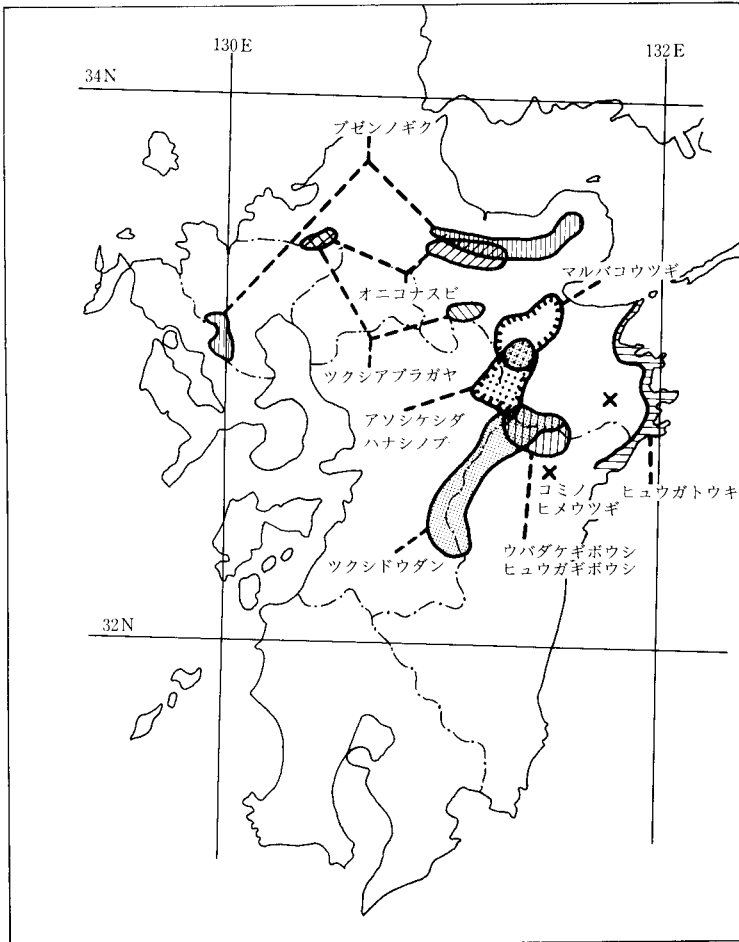 130E
132E
34N
ブゼンノギク
マルバコウツギ
オニコナスビ
ツクシアブラガヤ
アソシケシダ
ハナシノブ
コミノ
ヒメウツギ
ヒュウガトウキ
ウバダケギボウシ
ヒュウガギボウシ
ツクシドウダン
32N